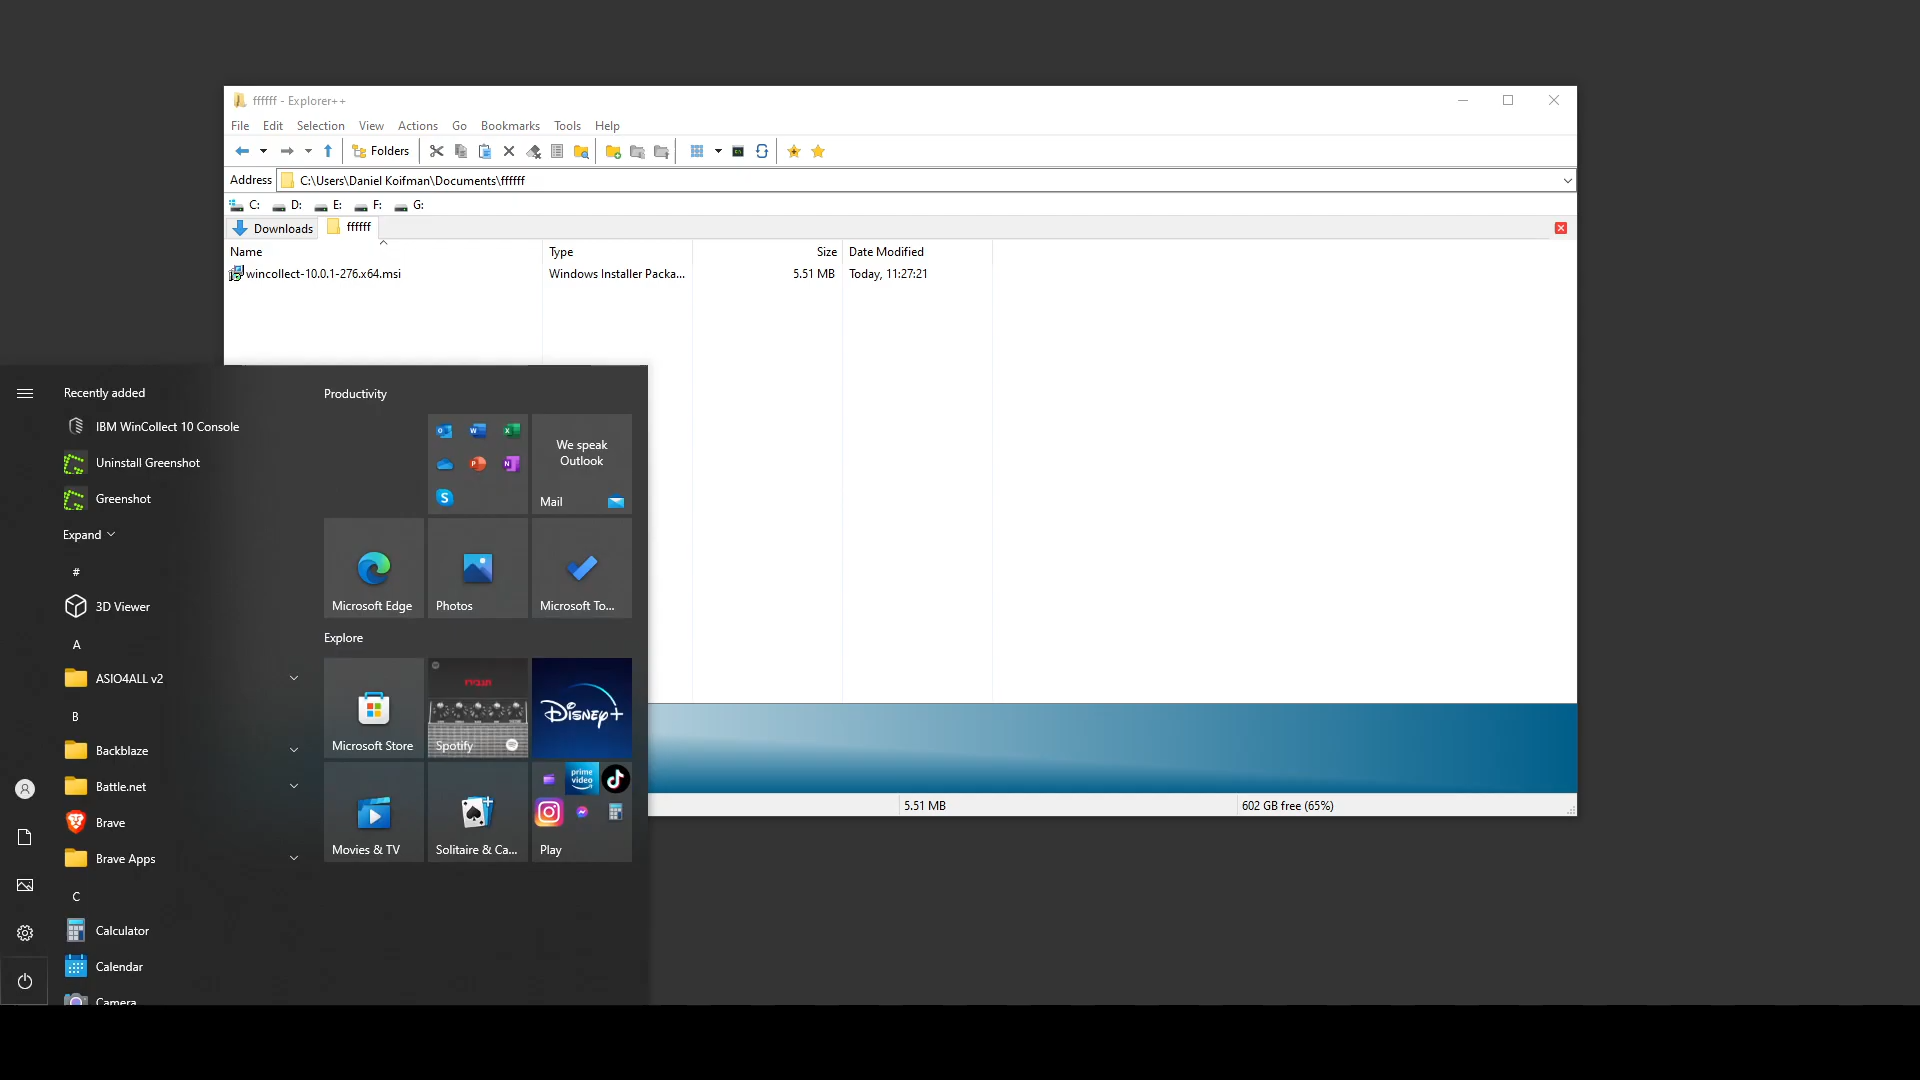 ffffff - Explorer++
File Edit Selection View Actions Go Bookmarks Tools Help
Folders
Address C:\Users\Daniel Koifman\Documents\ffffff
C: D: E: F: G:
Downloads ffffff
Name Type Size Date Modified
wincollect-10.0.1-276.x64.msi Windows Installer Packa... 5.51 MB Today, 11:27:21
5.51 MB 602 GB free (65%)
Recently added
IBM WinCollect 10 Console
Uninstall Greenshot
Greenshot
Expand
#
3D Viewer
A
ASIO4ALL v2
B
Backblaze
Battle.net
Brave
Brave Apps
C
Calculator
Calendar
Camera
Productivity
We speak
Outlook
Mail
Microsoft Edge
Photos
Microsoft To...
Explore
Microsoft Store
תגבירו
Spotify
Disney+
prime
video
Movies & TV
Solitaire & Ca...
Play